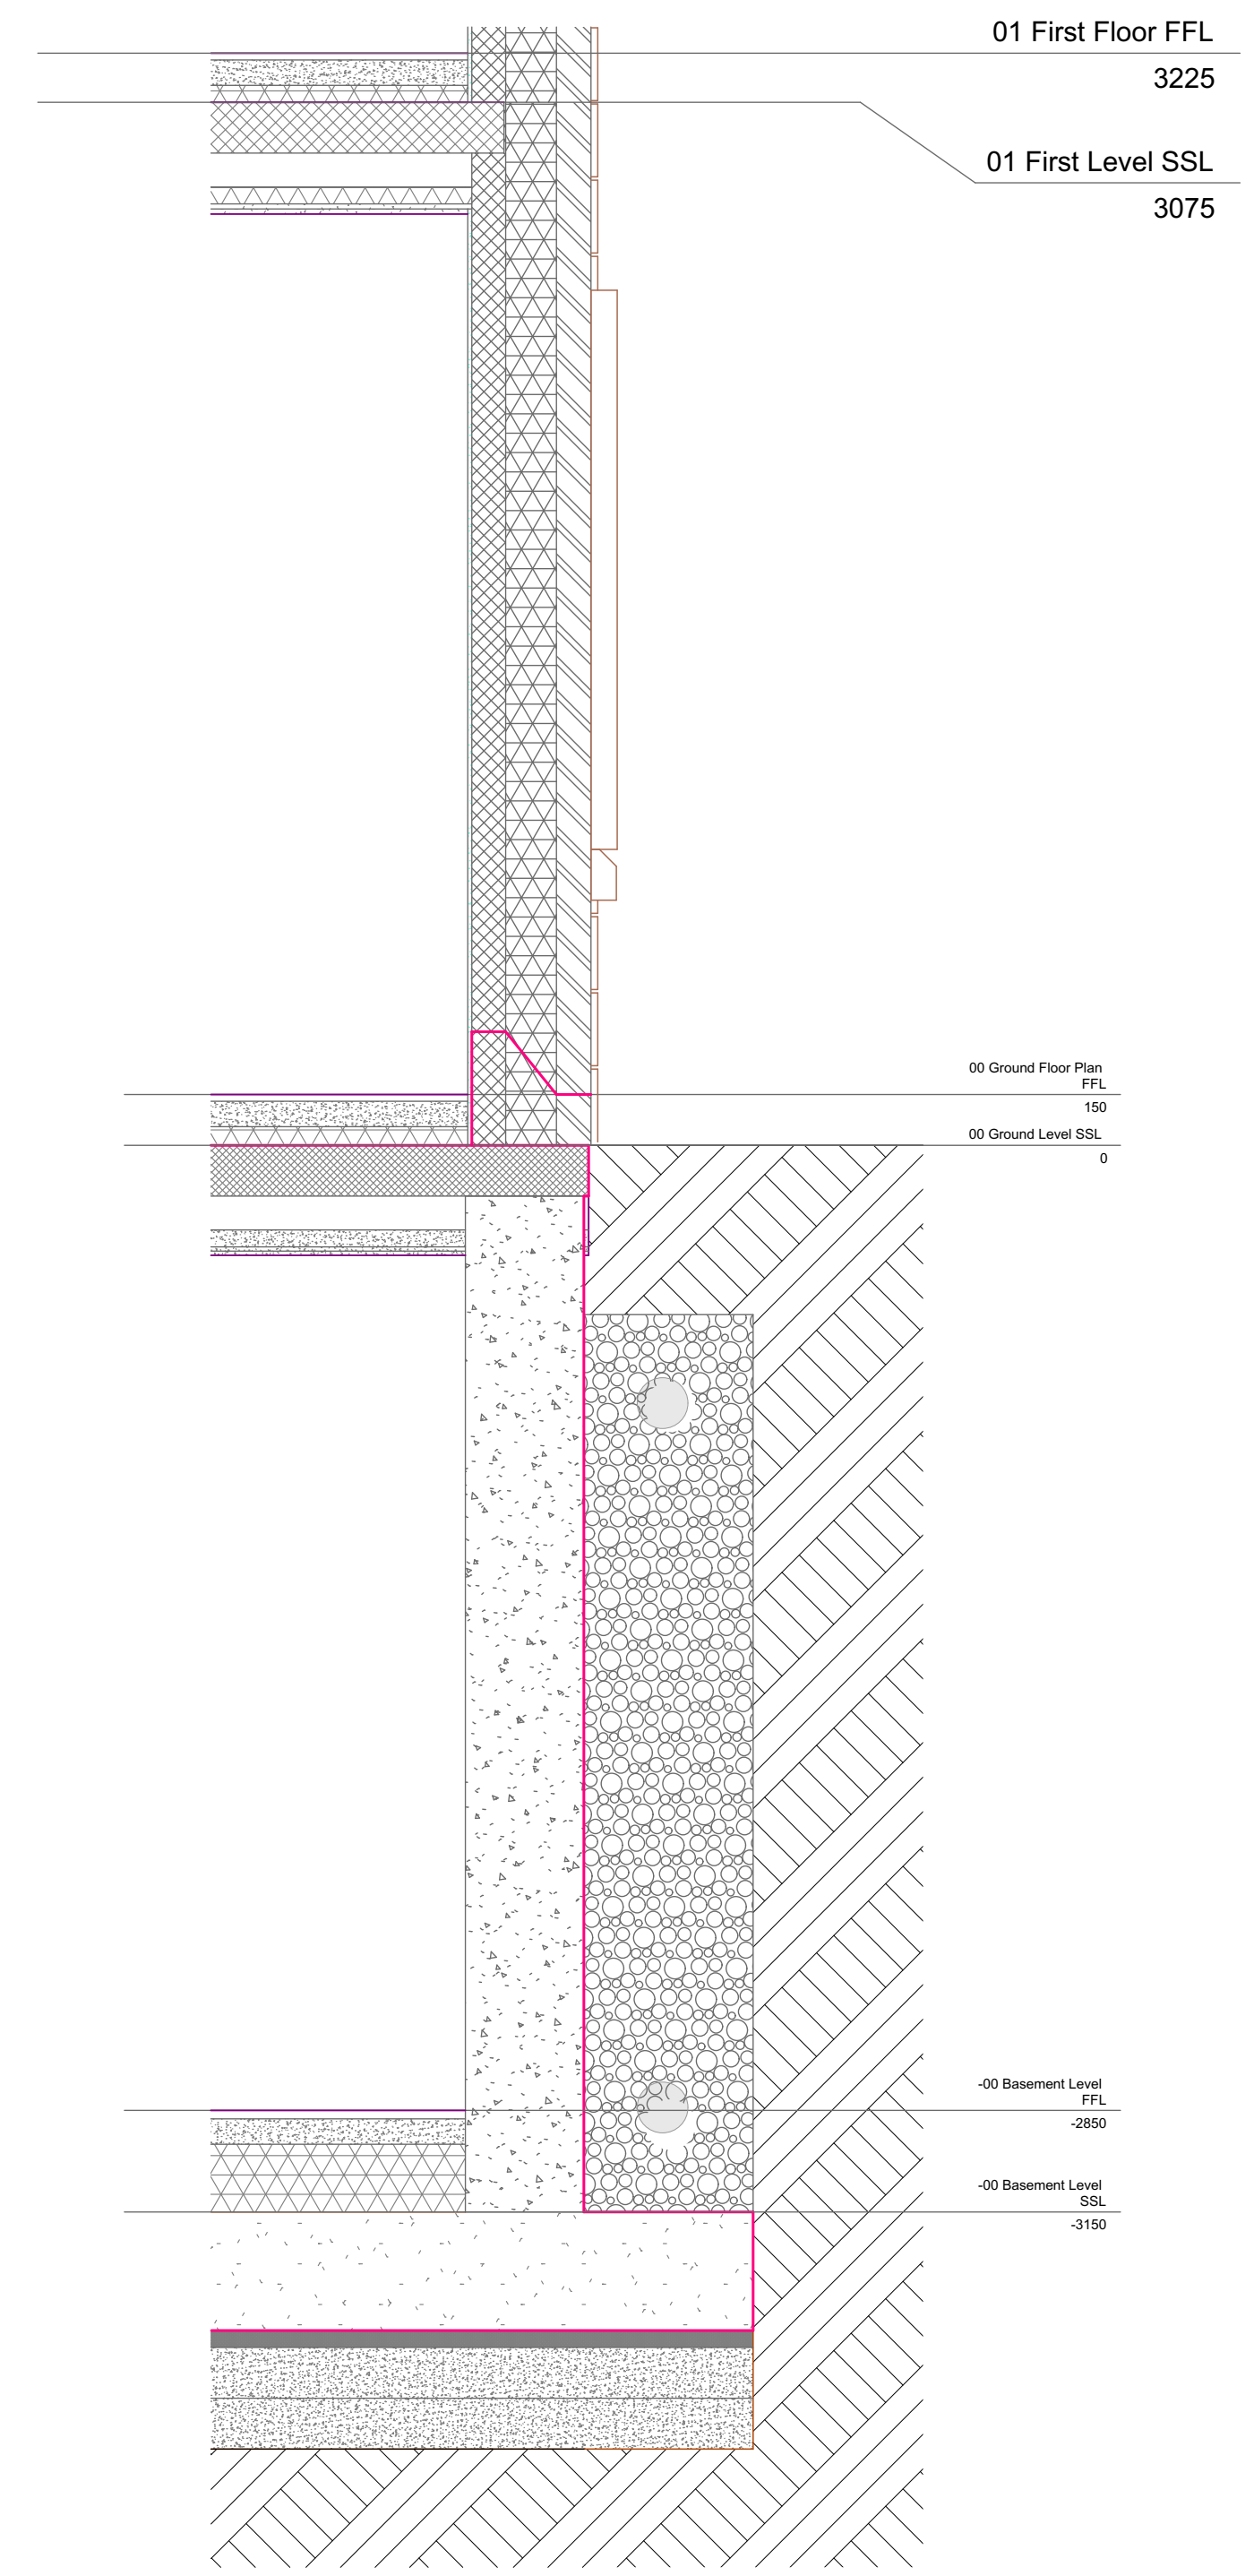 01 First Floor FFL
3225
01 First Level SSL
3075
00 Ground Floor Plan
FFL
150
00 Ground Level SSL
0
-00 Basement Level
FFL
-2850
-00 Basement Level
SSL
-3150